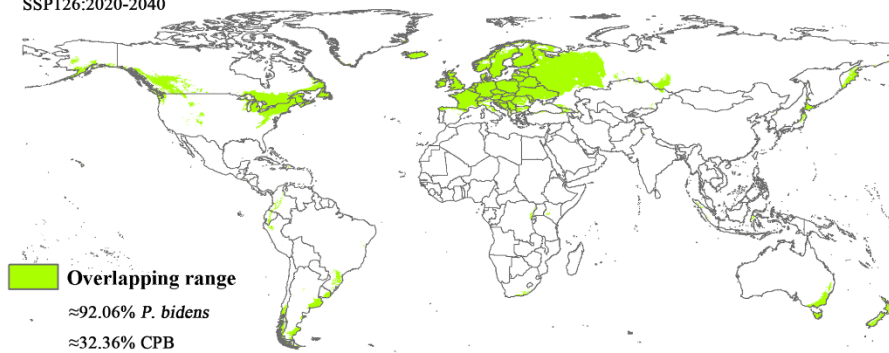 SSP126:2020-2040
Overlapping range
≈92.06% P. bidens
≈32.36% CPB